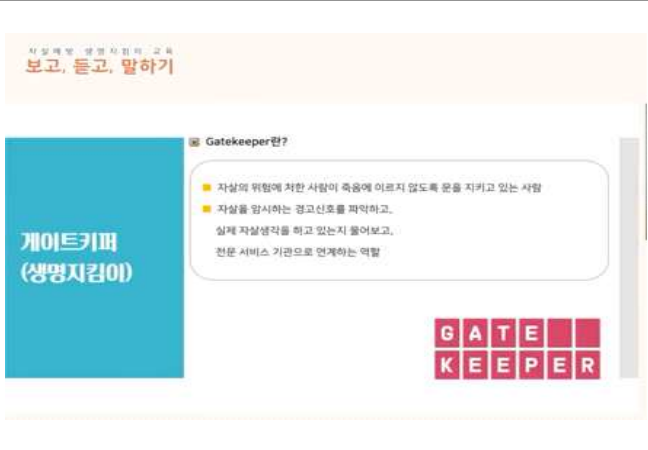 자살예방 생명지킴이 교육
보고, 듣고, 말하기
Gatekeeper란?
자살의 위험에 처한 사람이 죽음에 이르지 않도록 문을 지키고 있는 사람
자살을 암시하는 경고신호를 파악하고,
실제 자살생각을 하고 있는지 물어보고,
전문 서비스 기관으로 연계하는 역할
게이트키퍼
(생명지킴이)
GATE
KEEPER